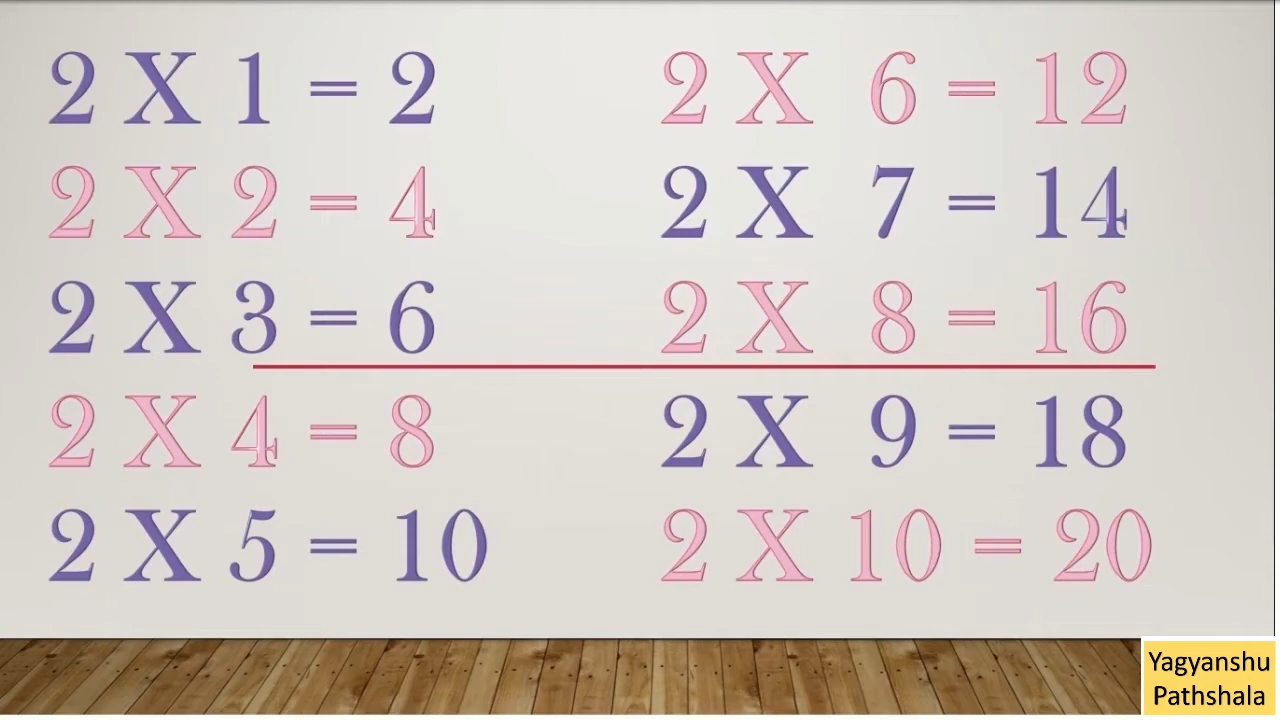 2 X 1 = 2
2 X 2 = 4
2 X 3 = 6
2 X 4 = 8
2 X 5 = 10
2 X 6 = 12
2 X 7 = 14
2 X 8 = 16
2 X 9 = 18
2 X 10 = 20
Yagyanshu
Pathshala